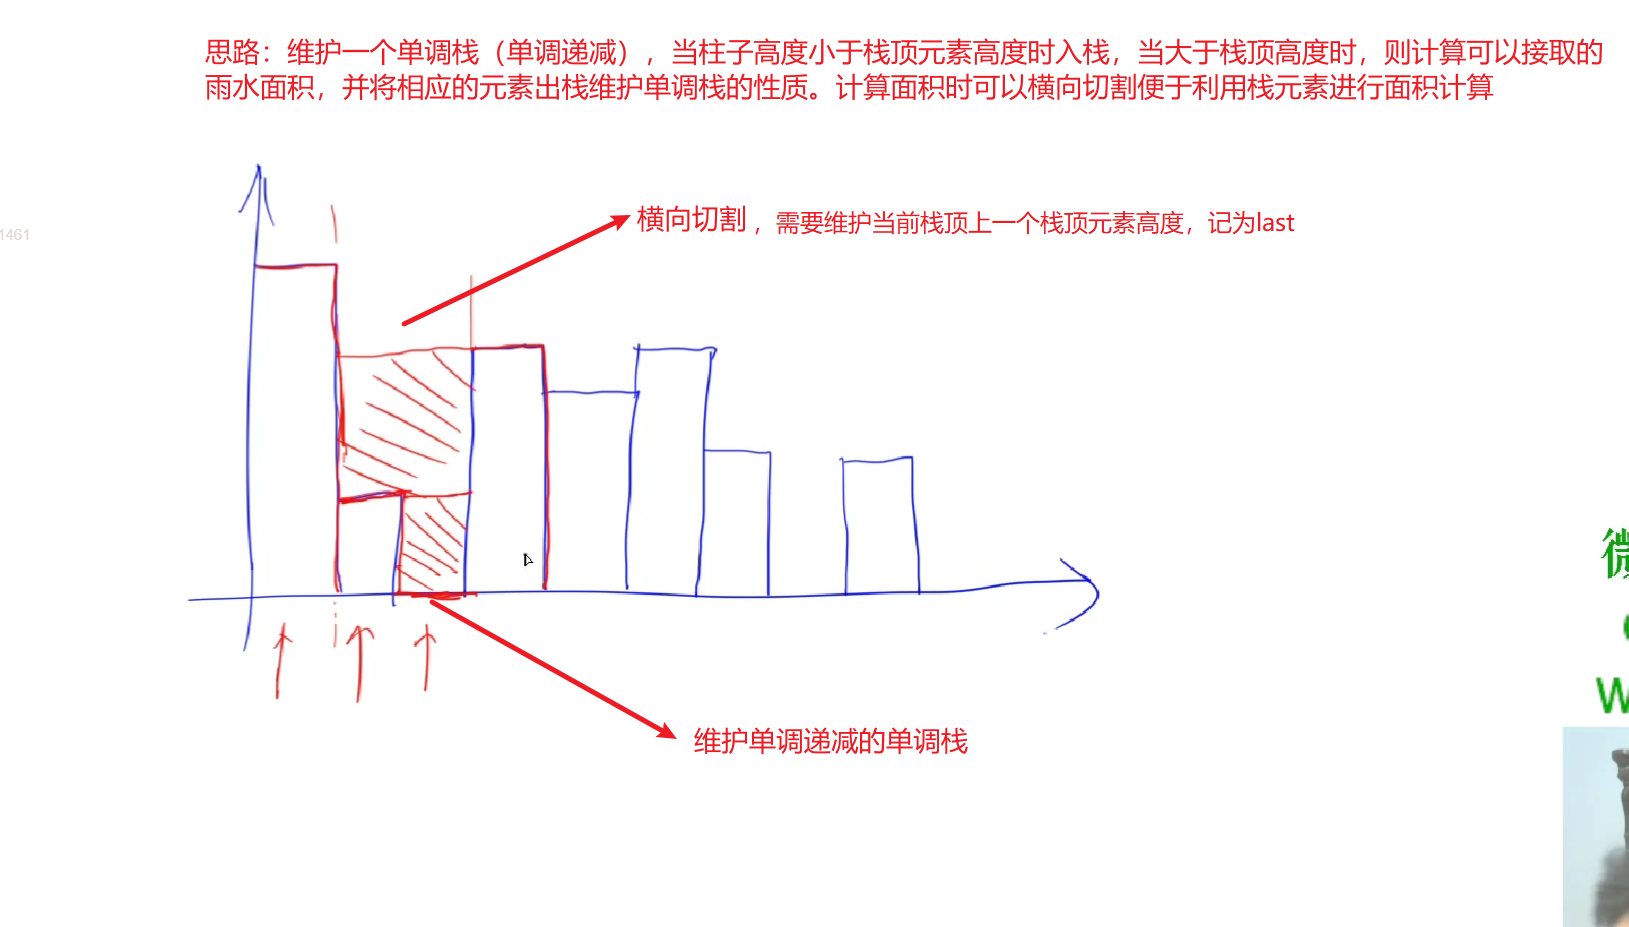 思路：维护一个单调栈（单调递减），当柱子高度小于栈顶元素高度时入栈，当大于栈顶高度时，则计算可以接取的
雨水面积，并将相应的元素出栈维护单调栈的性质。计算面积时可以横向切割便于利用栈元素进行面积计算
横向切割，需要维护当前栈顶上一个栈顶元素高度，记为last
1461
i
微
W
维护单调递减的单调栈